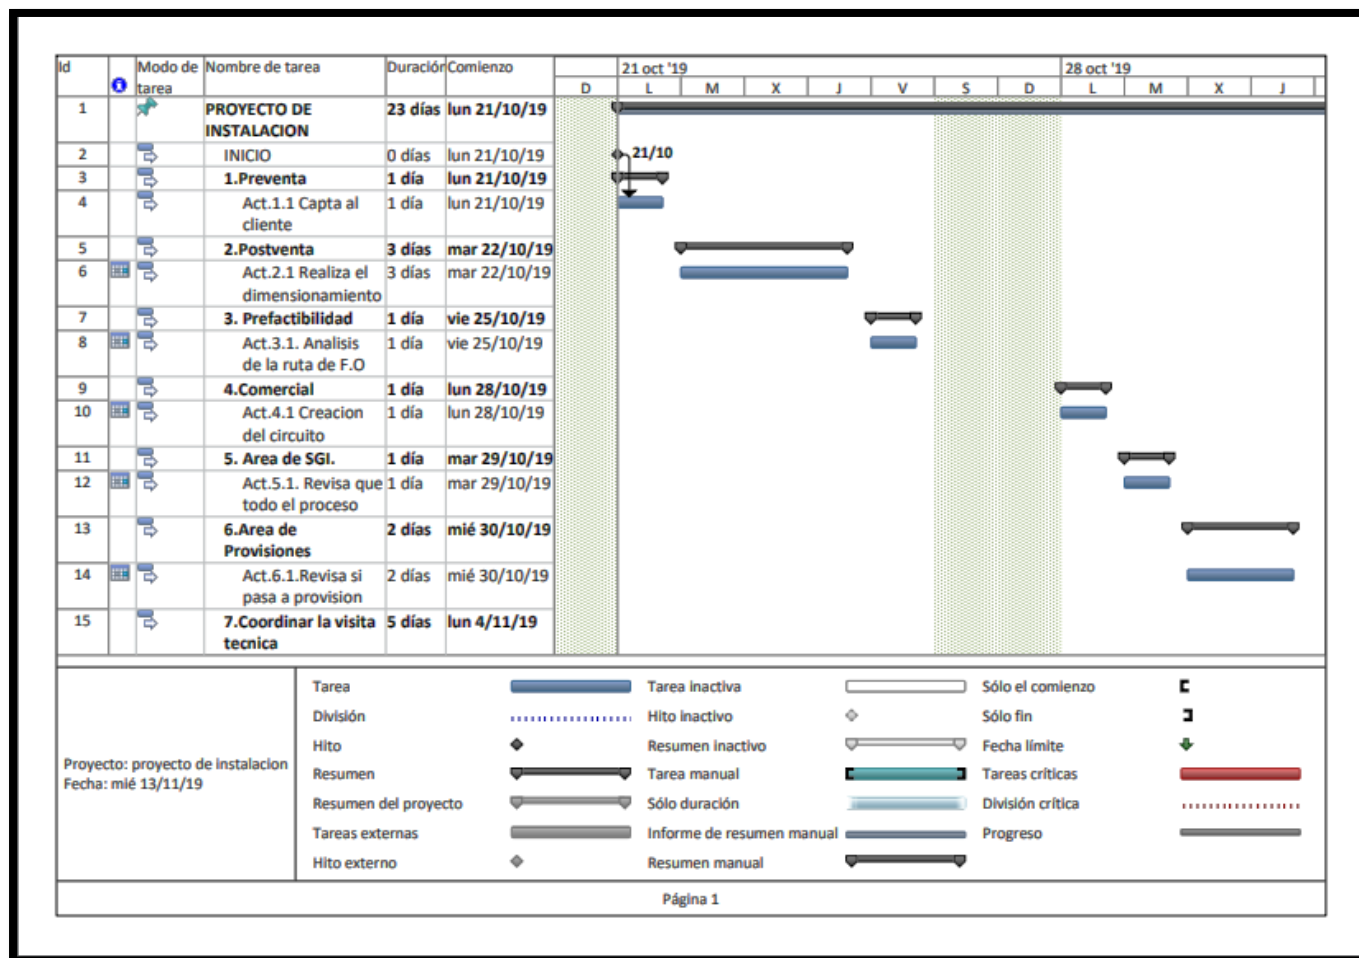 Id Modo de tarea Nombre de tarea Duración Comienzo
21 oct '19 28 oct '19
D L M X J V S D L M X J
1 PROYECTO DE INSTALACION 23 días lun 21/10/19
2 INICIO 0 días lun 21/10/19 21/10
3 1.Preventa 1 día lun 21/10/19
4 Act.1.1 Capta al cliente 1 día lun 21/10/19
5 2.Postventa 3 días mar 22/10/19
6 Act.2.1 Realiza el dimensionamiento 3 días mar 22/10/19
7 3. Prefactibilidad 1 día vie 25/10/19
8 Act.3.1. Analisis de la ruta de F.O 1 día vie 25/10/19
9 4.Comercial 1 día lun 28/10/19
10 Act.4.1 Creacion del circuito 1 día lun 28/10/19
11 5. Area de SGI. 1 día mar 29/10/19
12 Act.5.1. Revisa que todo el proceso 1 día mar 29/10/19
13 6.Area de Provisiones 2 días mié 30/10/19
14 Act.6.1.Revisa si pasa a provision 2 días mié 30/10/19
15 7.Coordinar la visita tecnica 5 días lun 4/11/19
Proyecto: proyecto de instalacion
Fecha: mié 13/11/19
Tarea
División
Hito
Resumen
Resumen del proyecto
Tareas externas
Hito externo
Tarea inactiva
Hito inactivo
Resumen inactivo
Tarea manual
Sólo duración
Informe de resumen manual
Resumen manual
Sólo el comienzo
Sólo fin
Fecha límite
Tareas críticas
División crítica
Progreso
Página 1